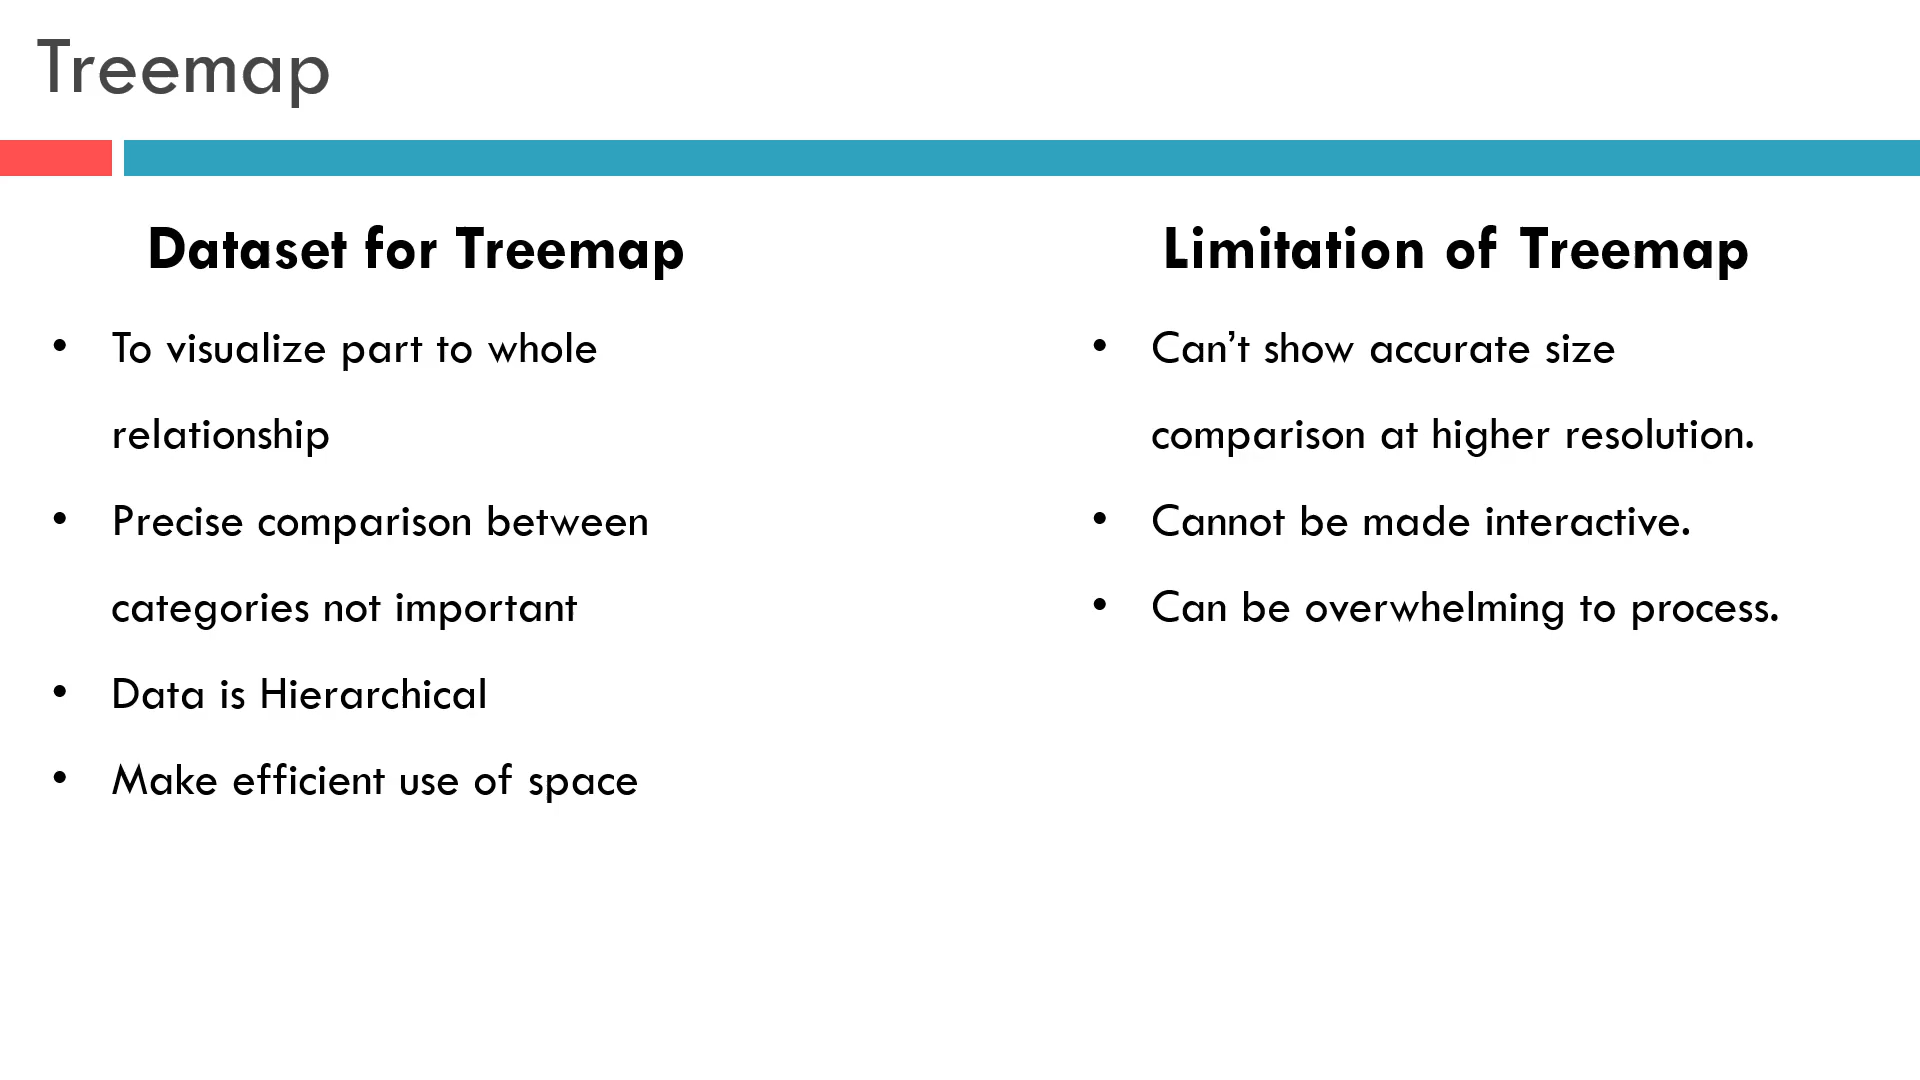 Treemap
Dataset for Treemap
• To visualize part to whole
relationship
• Precise comparison between
categories not important
• Data is Hierarchical
• Make efficient use of space
Limitation of Treemap
• Can’t show accurate size
comparison at higher resolution.
• Cannot be made interactive.
• Can be overwhelming to process.